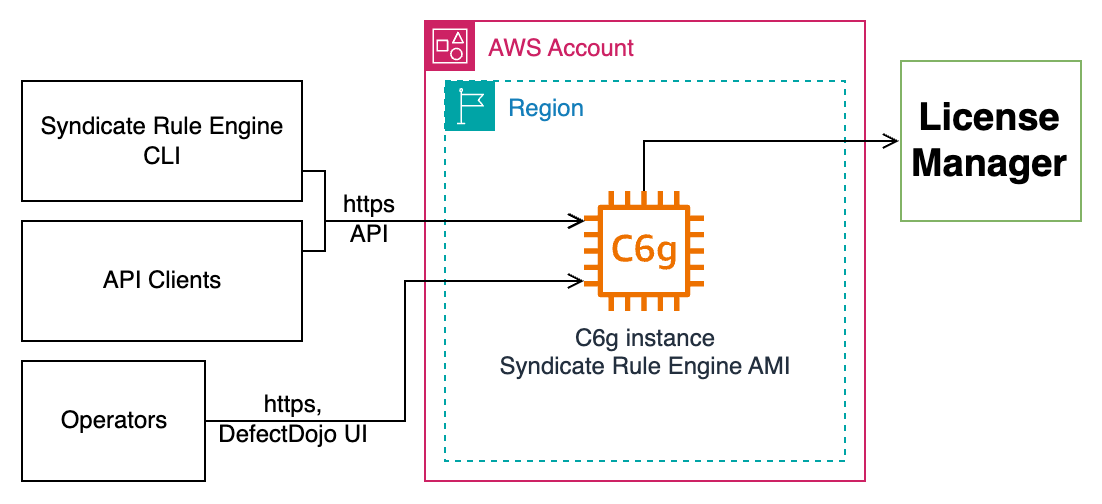 AWS Account
Region
Syndicate Rule Engine
CLI
API Clients
Operators
https
API
https,
DefectDojo UI
C6g
C6g instance
Syndicate Rule Engine AMI
License
Manager